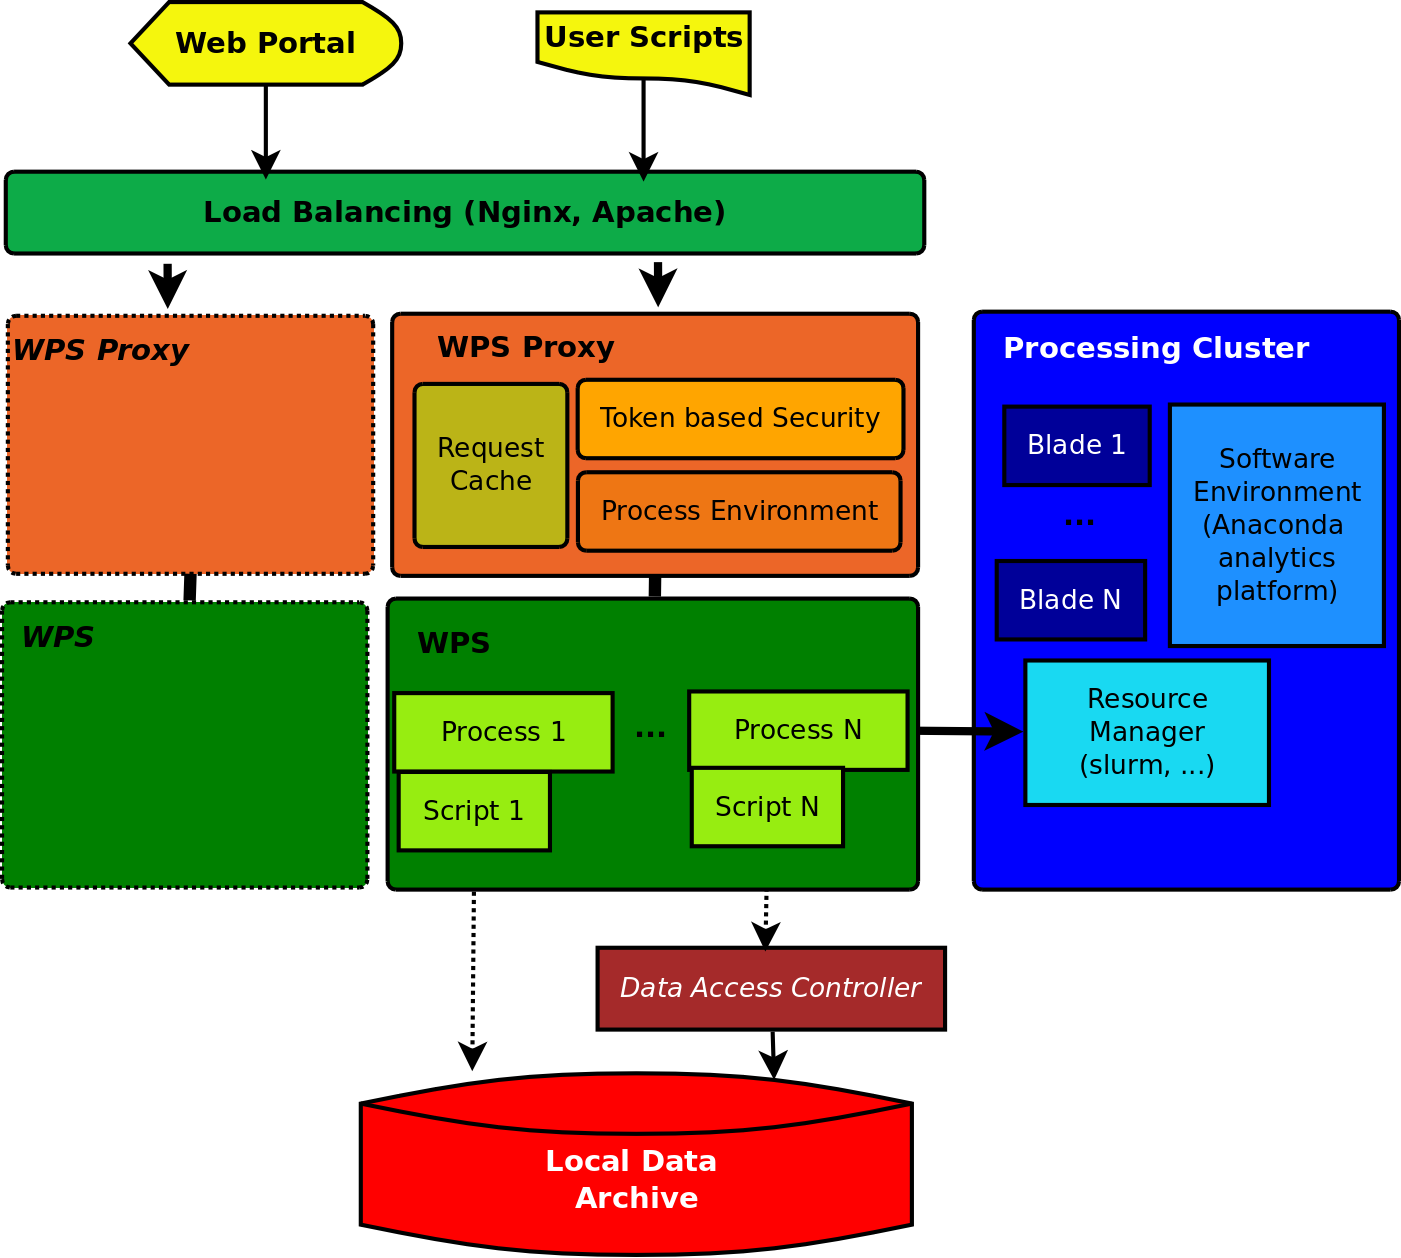 Web Portal
User Scripts
Load Balancing (Nginx, Apache)
WPS Proxy
WPS Proxy
Request
Cache
Token based Security
Process Environment
Processing Cluster
Blade 1
...
Blade N
Software
Environment
(Anaconda
analytics
platform)
Resource
Manager
(slurm, ...)
WPS
WPS
Process 1
...
Process N
Script 1
Script N
Data Access Controller
Local Data
Archive